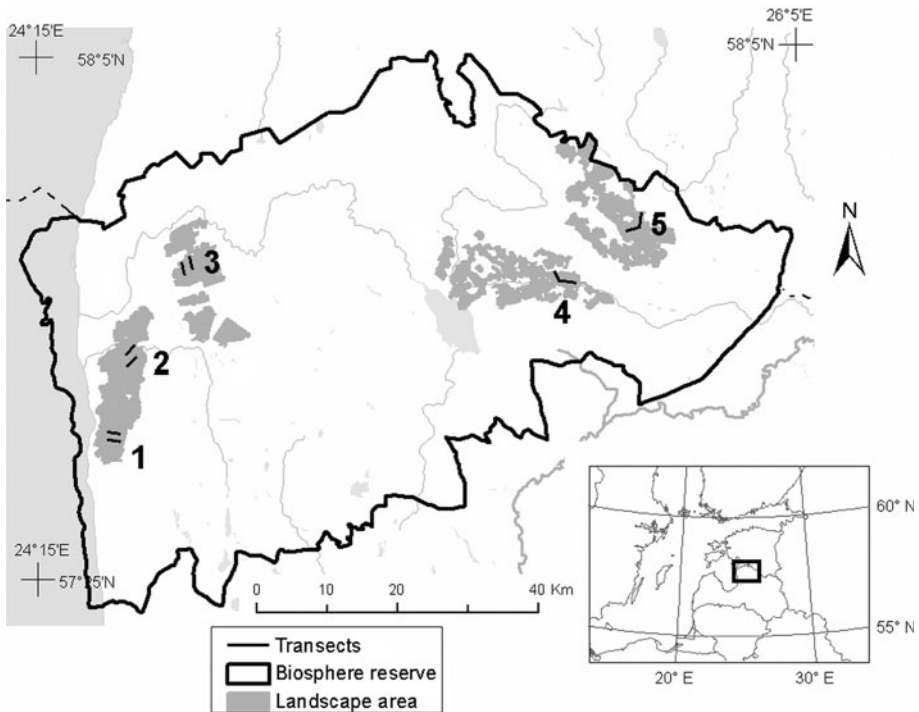 24°15'E
58°5'N
26°5'E
58°5'N
N
5
3
4
2
1
24°15'E
57°25'N
0 10 20 40 Km
Transects
Biosphere reserve
Landscape area
60° N
55° N
20° E 30° E